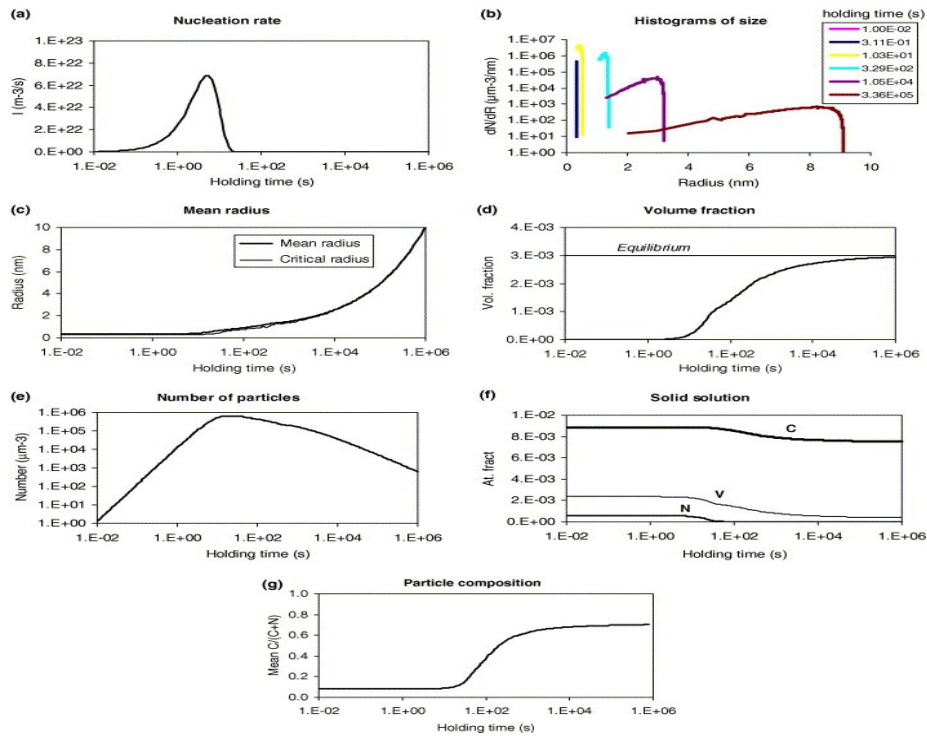 (a) Nucleation rate
I (m-3/s)
1.E+23
8.E+22
6.E+22
4.E+22
2.E+22
0.E+00
1.E-02 1.E+00 1.E+02 1.E+04 1.E+06
Holding time (s)
(b) Histograms of size
holding time (s)
1.00E-02
3.11E-01
1.03E+01
3.29E+02
1.05E+04
3.36E+05
dN/dR (µm-3/nm)
1.E+07
1.E+06
1.E+05
1.E+04
1.E+03
1.E+02
1.E+01
1.E+00
0 2 4 6 8 10
Radius (nm)
(c) Mean radius
Radius (nm)
10
8
6
4
2
0
Mean radius
Critical radius
1.E-02 1.E+00 1.E+02 1.E+04 1.E+06
Holding time (s)
(d) Volume fraction
Vol. fraction
4.E-03
3.E-03
2.E-03
1.E-03
0.E+00
Equilibrium
1.E-02 1.E+00 1.E+02 1.E+04 1.E+06
Holding time (s)
(e) Number of particles
Number (µm-3)
1.E+06
1.E+05
1.E+04
1.E+03
1.E+02
1.E+01
1.E+00
1.E-02 1.E+00 1.E+02 1.E+04 1.E+06
Holding time (s)
(f) Solid solution
At. fract
1.E-02
8.E-03
6.E-03
4.E-03
2.E-03
0.E+00
C
V
N
1.E-02 1.E+00 1.E+02 1.E+04 1.E+06
Holding time (s)
(g) Particle composition
Mean C/(C+N)
1.0
0.8
0.6
0.4
0.2
0.0
1.E-02 1.E+00 1.E+02 1.E+04 1.E+06
Holding time (s)